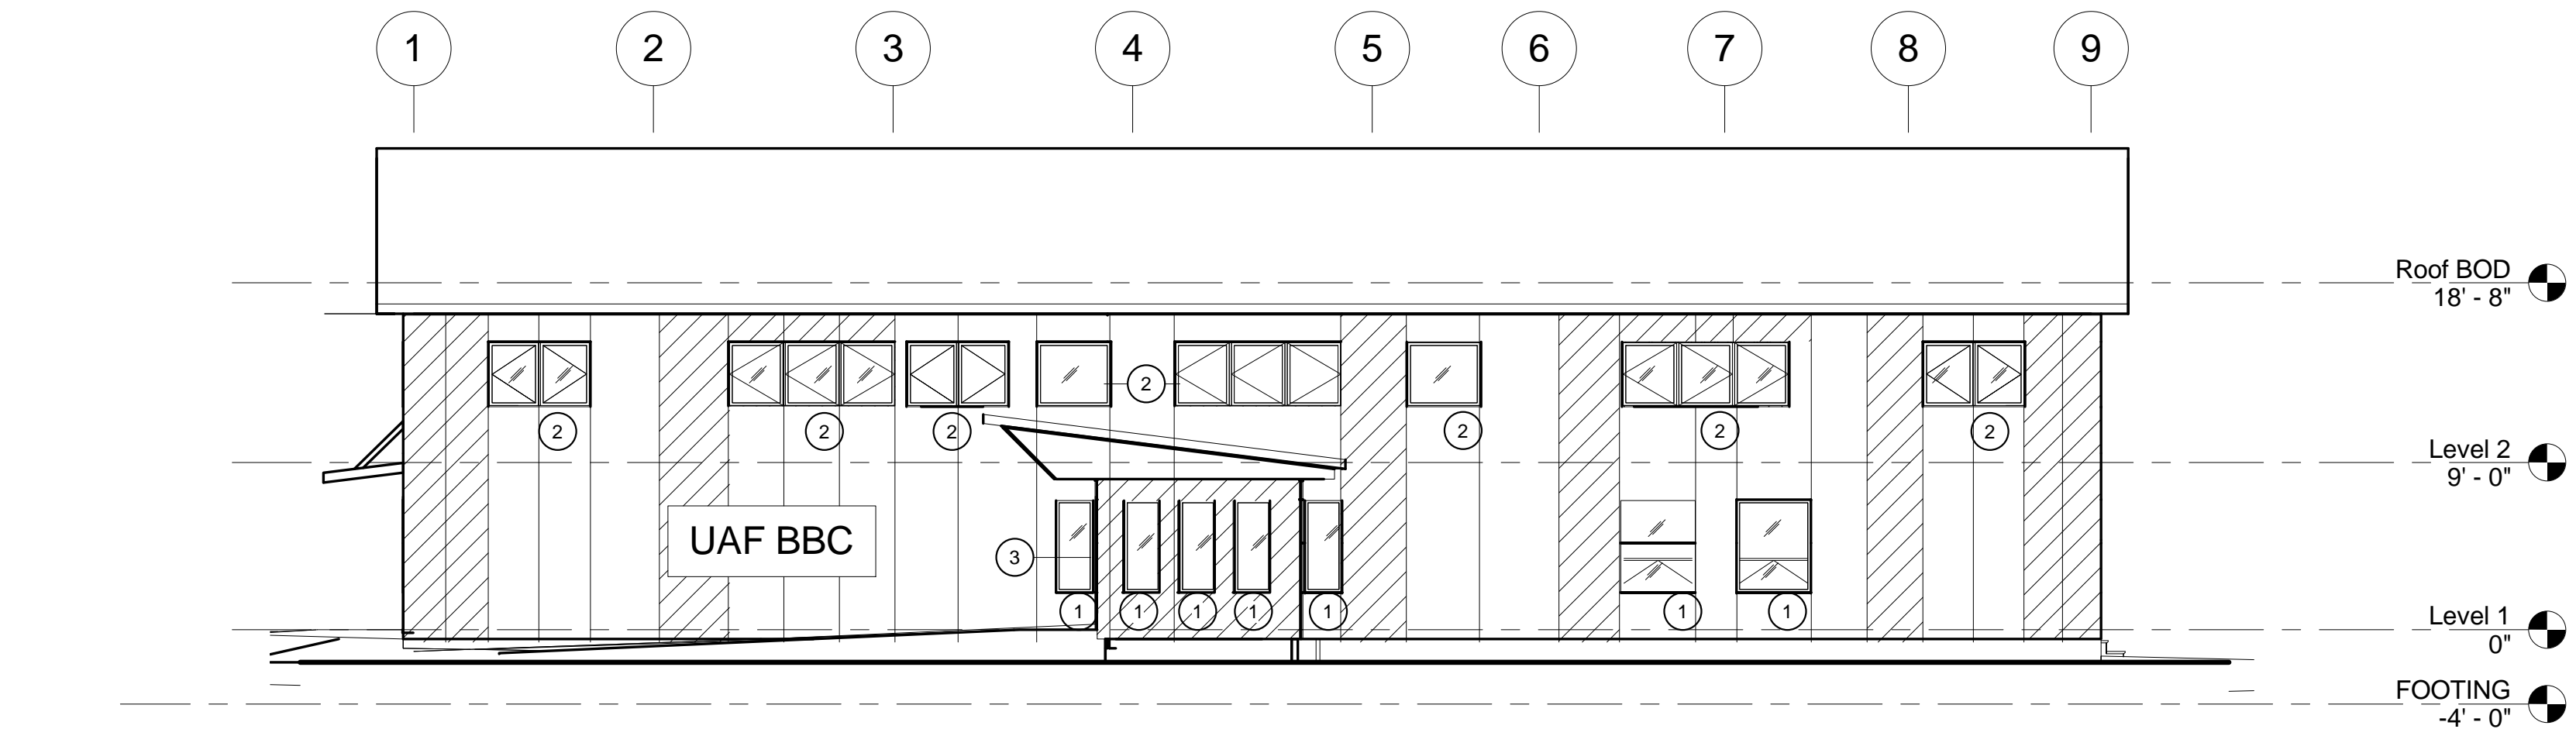 1 2 3 4 5 6 7 8 9
Roof BOD
18' - 8"
2
2 2 2 2 2 2
Level 2
9' - 0"
UAF BBC
3
1 1 1 1 1 1 1
Level 1
0"
FOOTING
-4' - 0"